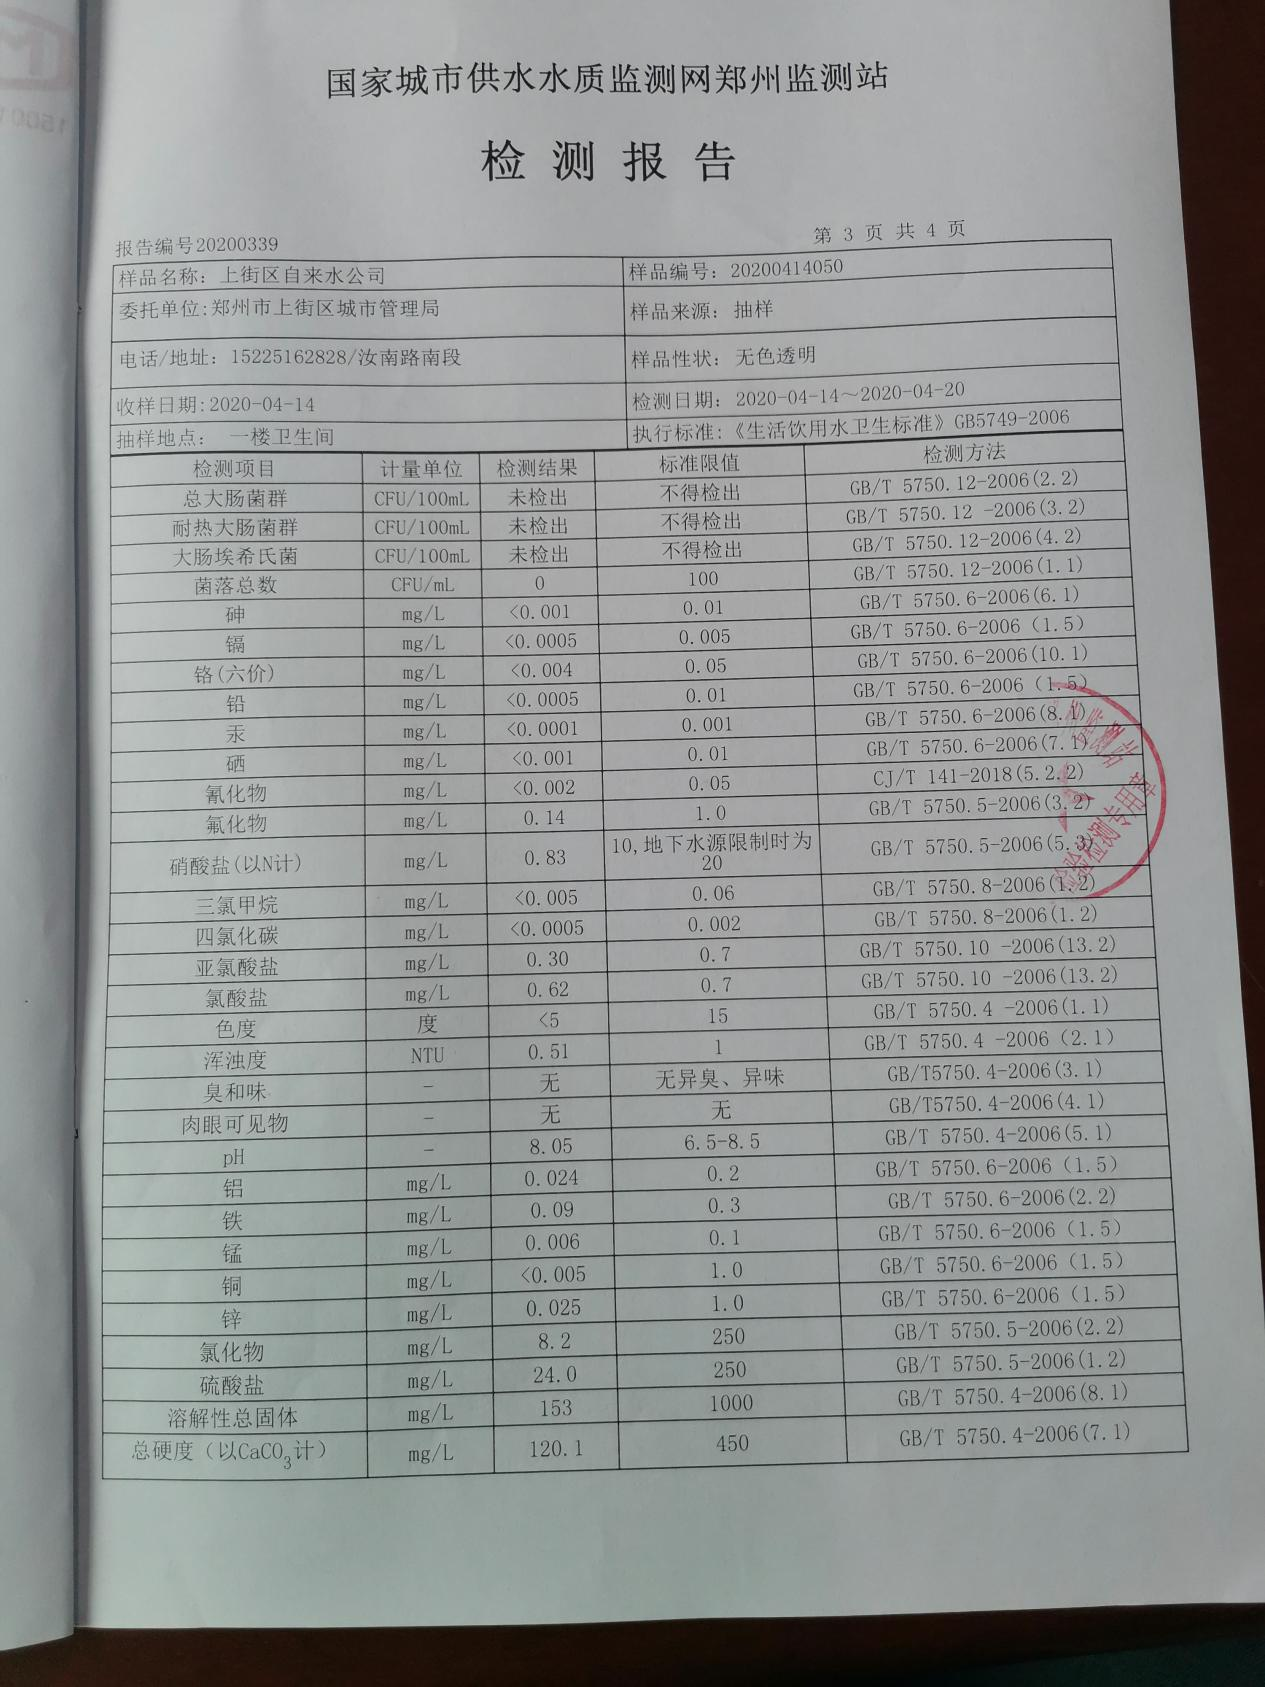 国家城市供水水质监测网郑州监测站
检 测 报 告
报告编号20200339
第 3 页 共 4 页
样品名称：上街区自来水公司 样品编号：20200414050
委托单位:郑州市上街区城市管理局 样品来源：抽样
电话/地址：15225162828/汝南路南段 样品性状：无色透明
收样日期:2020-04-14 检测日期：2020-04-14～2020-04-20
抽样地点： 一楼卫生间 执行标准:《生活饮用水卫生标准》GB5749-2006
检测项目 计量单位 检测结果 标准限值 检测方法
总大肠菌群 CFU/100mL 未检出 不得检出 GB/T 5750.12-2006(2.2)
耐热大肠菌群 CFU/100mL 未检出 不得检出 GB/T 5750.12 -2006(3.2)
大肠埃希氏菌 CFU/100mL 未检出 不得检出 GB/T 5750.12-2006(4.2)
菌落总数 CFU/mL 0 100 GB/T 5750.12-2006(1.1)
砷 mg/L <0.001 0.01 GB/T 5750.6-2006(6.1)
镉 mg/L <0.0005 0.005 GB/T 5750.6-2006（1.5)
铬(六价) mg/L <0.004 0.05 GB/T 5750.6-2006(10.1)
铅 mg/L <0.0005 0.01 GB/T 5750.6-2006（1.5)
汞 mg/L <0.0001 0.001 GB/T 5750.6-2006(8.1)
硒 mg/L <0.001 0.01 GB/T 5750.6-2006(7.1)
氰化物 mg/L <0.002 0.05 CJ/T 141-2018(5.2.2)
氟化物 mg/L 0.14 1.0 GB/T 5750.5-2006(3.2)
硝酸盐(以N计) mg/L 0.83 10,地下水源限制时为20 GB/T 5750.5-2006(5.3)
三氯甲烷 mg/L <0.005 0.06 GB/T 5750.8-2006(1.2)
四氯化碳 mg/L <0.0005 0.002 GB/T 5750.8-2006(1.2)
亚氯酸盐 mg/L 0.30 0.7 GB/T 5750.10 -2006(13.2)
氯酸盐 mg/L 0.62 0.7 GB/T 5750.10 -2006(13.2)
色度 度 <5 15 GB/T 5750.4 -2006(1.1)
浑浊度 NTU 0.51 1 GB/T 5750.4 -2006（2.1)
臭和味 - 无 无异臭、异味 GB/T5750.4-2006(3.1)
肉眼可见物 - 无 无 GB/T5750.4-2006(4.1)
pH - 8.05 6.5-8.5 GB/T 5750.4-2006(5.1)
铝 mg/L 0.024 0.2 GB/T 5750.6-2006（1.5)
铁 mg/L 0.09 0.3 GB/T 5750.6-2006(2.2)
锰 mg/L 0.006 0.1 GB/T 5750.6-2006（1.5)
铜 mg/L <0.005 1.0 GB/T 5750.6-2006（1.5)
锌 mg/L 0.025 1.0 GB/T 5750.6-2006（1.5)
氯化物 mg/L 8.2 250 GB/T 5750.5-2006(2.2)
硫酸盐 mg/L 24.0 250 GB/T 5750.5-2006(1.2)
溶解性总固体 mg/L 153 1000 GB/T 5750.4-2006(8.1)
总硬度（以CaCO3计） mg/L 120.1 450 GB/T 5750.4-2006(7.1)
监测站
检验检测专用章